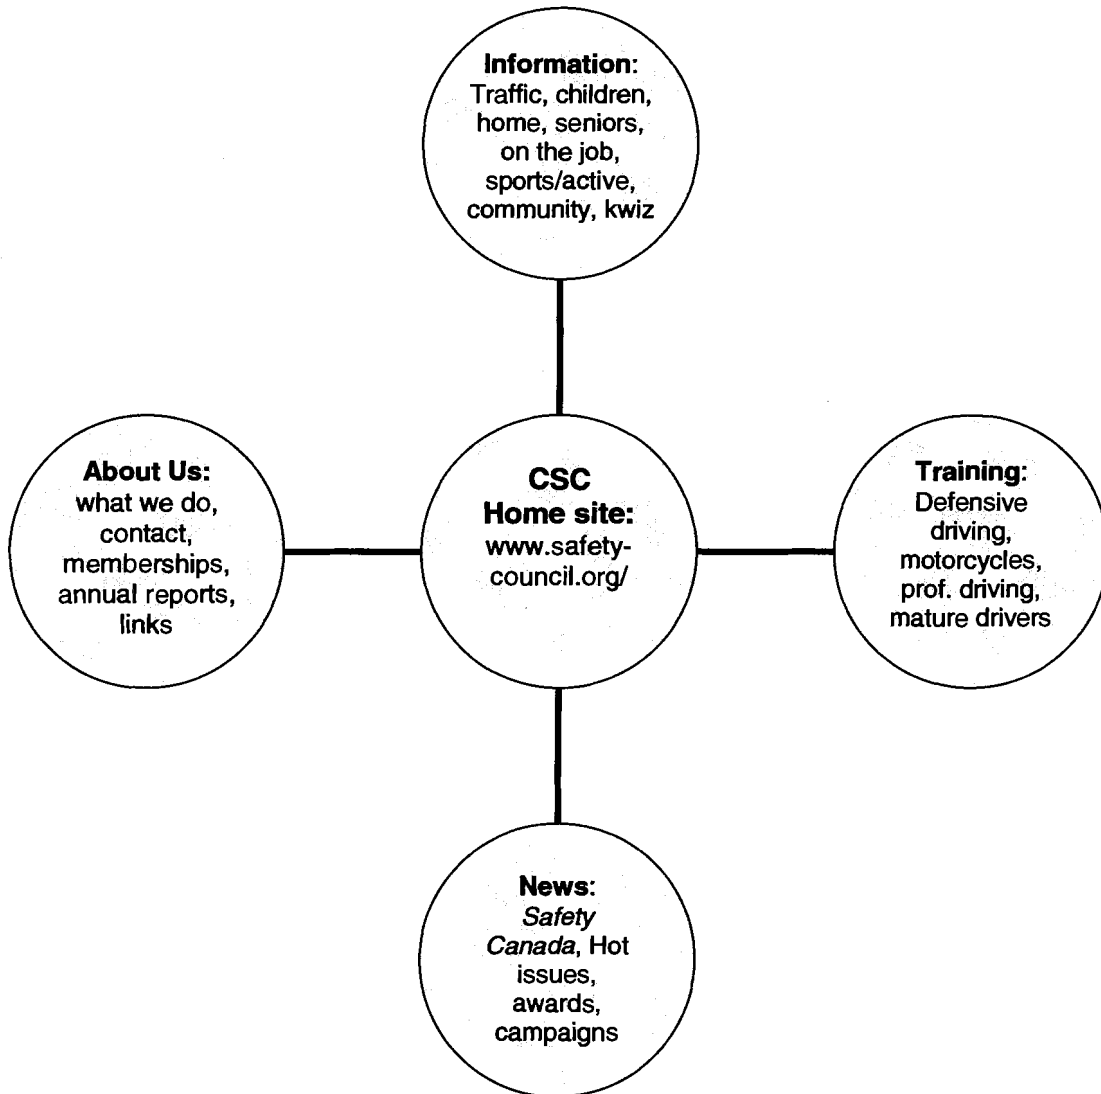 Information:
Traffic, children,
home, seniors,
on the job,
sports/active,
community, kwiz
About Us:
what we do,
contact,
memberships,
annual reports,
links
CSC
Home site:
www.safety-
council.org/
Training:
Defensive
driving,
motorcycles,
prof. driving,
mature drivers
News:
Safety
Canada, Hot
issues,
awards,
campaigns